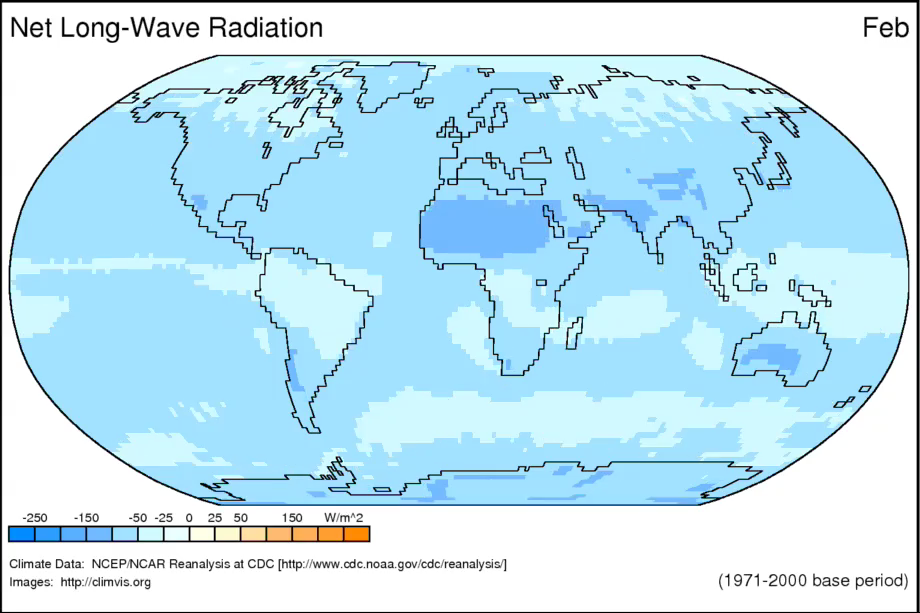 Net Long-Wave Radiation Feb
-250 -150 -50 -25 0 25 50 150 W/m^2
Climate Data: NCEP/NCAR Reanalysis at CDC [http://www.cdc.noaa.gov/cdc/reanalysis/]
Images: http://climvis.org (1971-2000 base period)